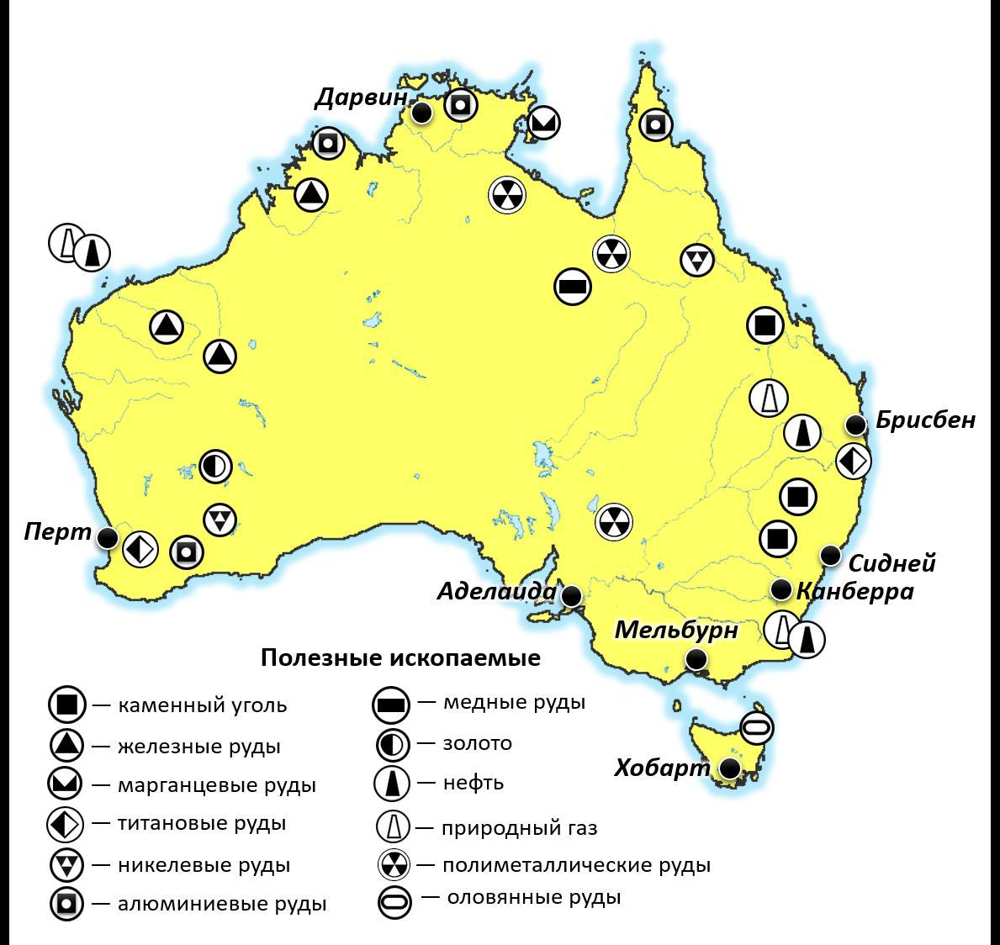 Дарвин
Брисбен
Перт
Сидней
Аделаида
Канберра
Мельбурн
Полезные ископаемые
— каменный уголь
— железные руды
— марганцевые руды
— титановые руды
— никелевые руды
— алюминиевые руды
— медные руды
— золото
— нефть
— природный газ
— полиметаллические руды
— оловянные руды
Хобарт